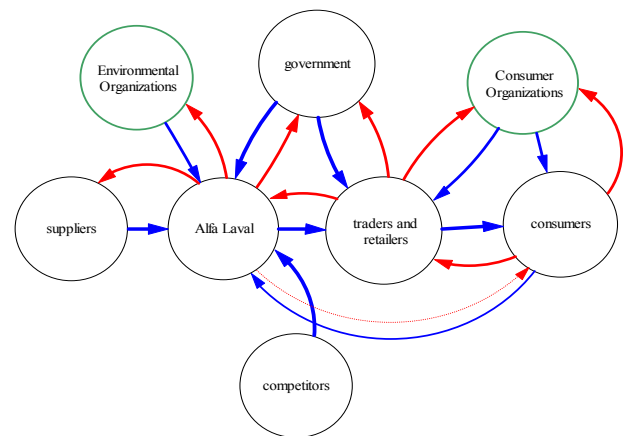 Environmental
Organizations
government
Consumer
Organizations
suppliers
Alfa Laval
traders and
retailers
consumers
competitors